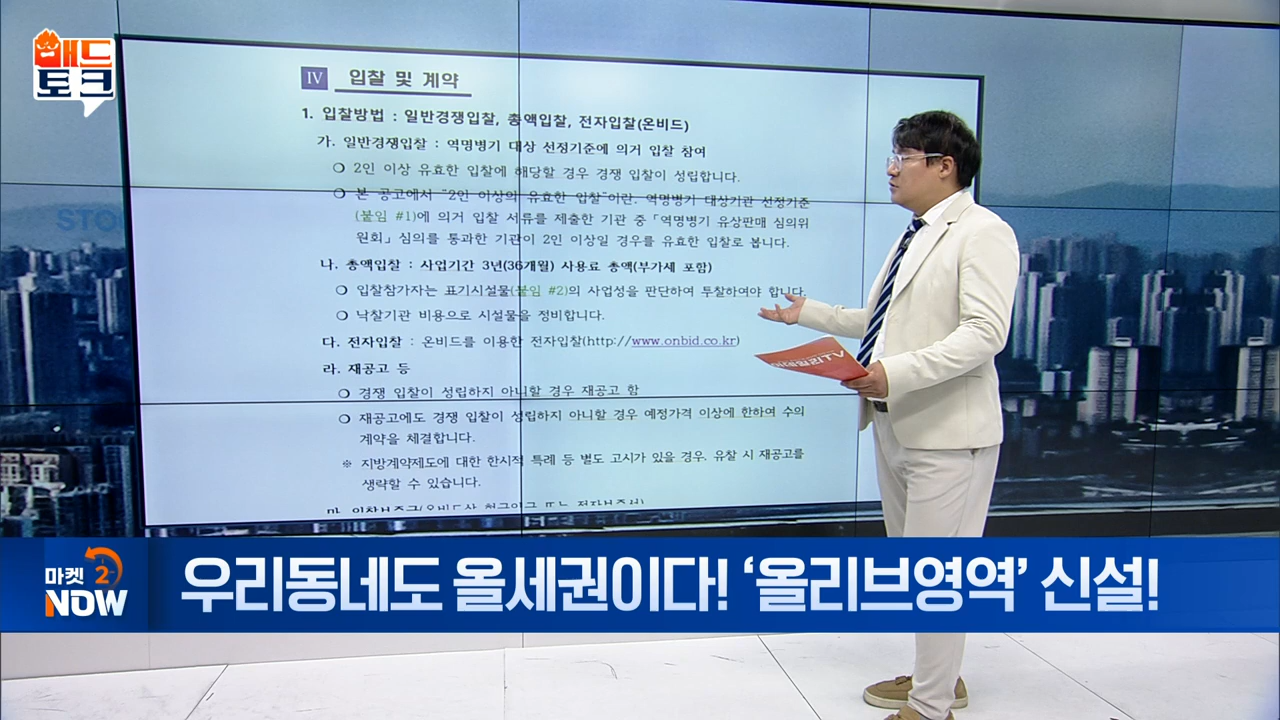 배드
토크
Ⅳ 입찰 및 계약
1. 입찰방법 : 일반경쟁입찰, 총액입찰, 전자입찰(온비드)
가. 일반경쟁입찰 : 역명병기 대상 선정기준에 의거 입찰 참여
❍ 2인 이상 유효한 입찰에 해당할 경우 경쟁 입찰이 성립합니다.
❍ 본 공고에서 "2인 이상의 유효한 입찰"이란, 역명병기 대상기관 선정기준
(붙임 #1)에 의거 입찰 서류를 제출한 기관 중 「역명병기 유상판매 심의위
원회」 심의를 통과한 기관이 2인 이상일 경우를 유효한 입찰로 봅니다.
나. 총액입찰 : 사업기간 3년(36개월) 사용료 총액(부가세 포함)
❍ 입찰참가자는 표기시설물(붙임 #2)의 사업성을 판단하여 투찰하여야 합니다.
❍ 낙찰기관 비용으로 시설물을 정비합니다.
다. 전자입찰 : 온비드를 이용한 전자입찰(http://www.onbid.co.kr)
라. 재공고 등
❍ 경쟁 입찰이 성립하지 아니할 경우 재공고 함
❍ 재공고에도 경쟁 입찰이 성립하지 아니할 경우 예정가격 이상에 한하여 수의
계약을 체결합니다.
※ 지방계약제도에 대한 한시적 특례 등 별도 고시가 있을 경우, 유찰 시 재공고를
생략할 수 있습니다.
STO
이데일리TV
마켓 2
NOW
우리동네도 올세권이다! ‘올리브영역’ 신설!